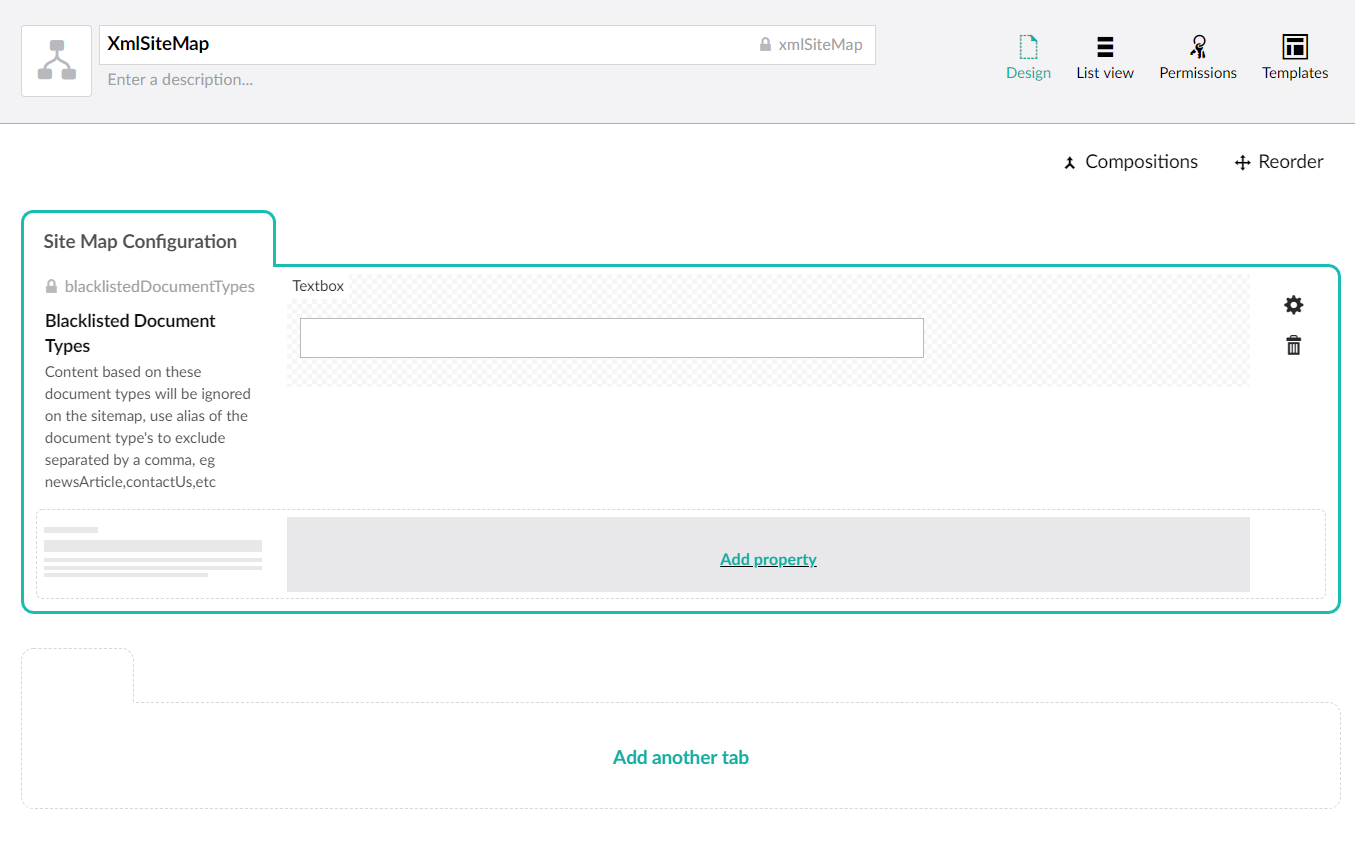 XmlSiteMap
xmlSiteMap
Enter a description...
Design
List view
Permissions
Templates
Compositions
Reorder
Site Map Configuration
blacklistedDocumentTypes
Textbox
Blacklisted Document
Types
Content based on these
document types will be ignored
on the sitemap, use alias of the
document type's to exclude
separated by a comma, eg
newsArticle,contactUs,etc
Add property
Add another tab